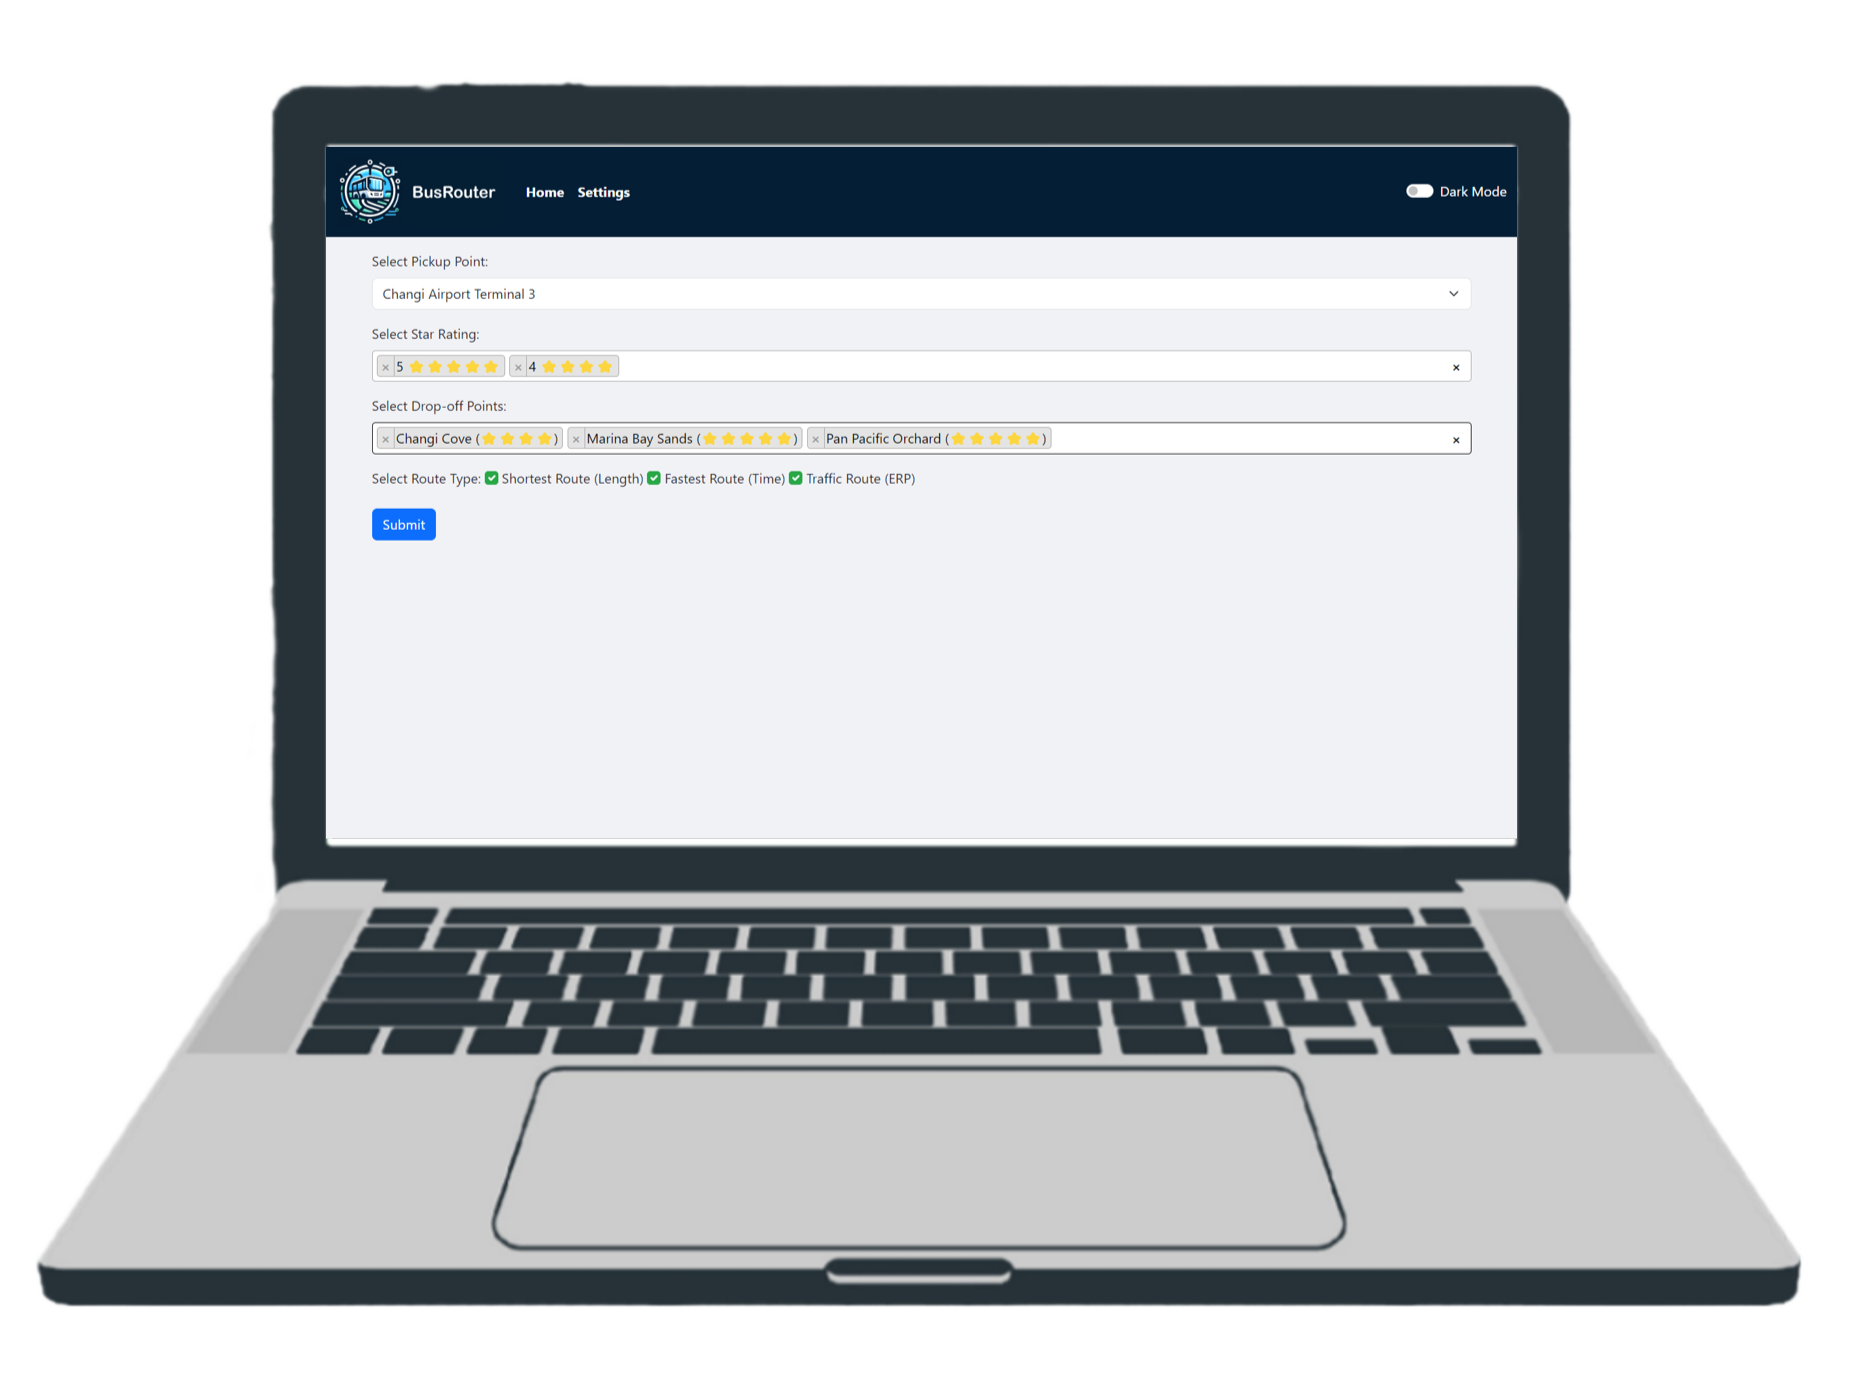 BusRouter Home Settings Dark Mode
Select Pickup Point:
Changi Airport Terminal 3
Select Star Rating:
× 5 ⭐⭐⭐⭐⭐ × 4 ⭐⭐⭐⭐ ×
Select Drop-off Points:
× Changi Cove (⭐⭐⭐⭐) × Marina Bay Sands (⭐⭐⭐⭐⭐) × Pan Pacific Orchard (⭐⭐⭐⭐⭐) ×
Select Route Type: Shortest Route (Length) Fastest Route (Time) Traffic Route (ERP)
Submit